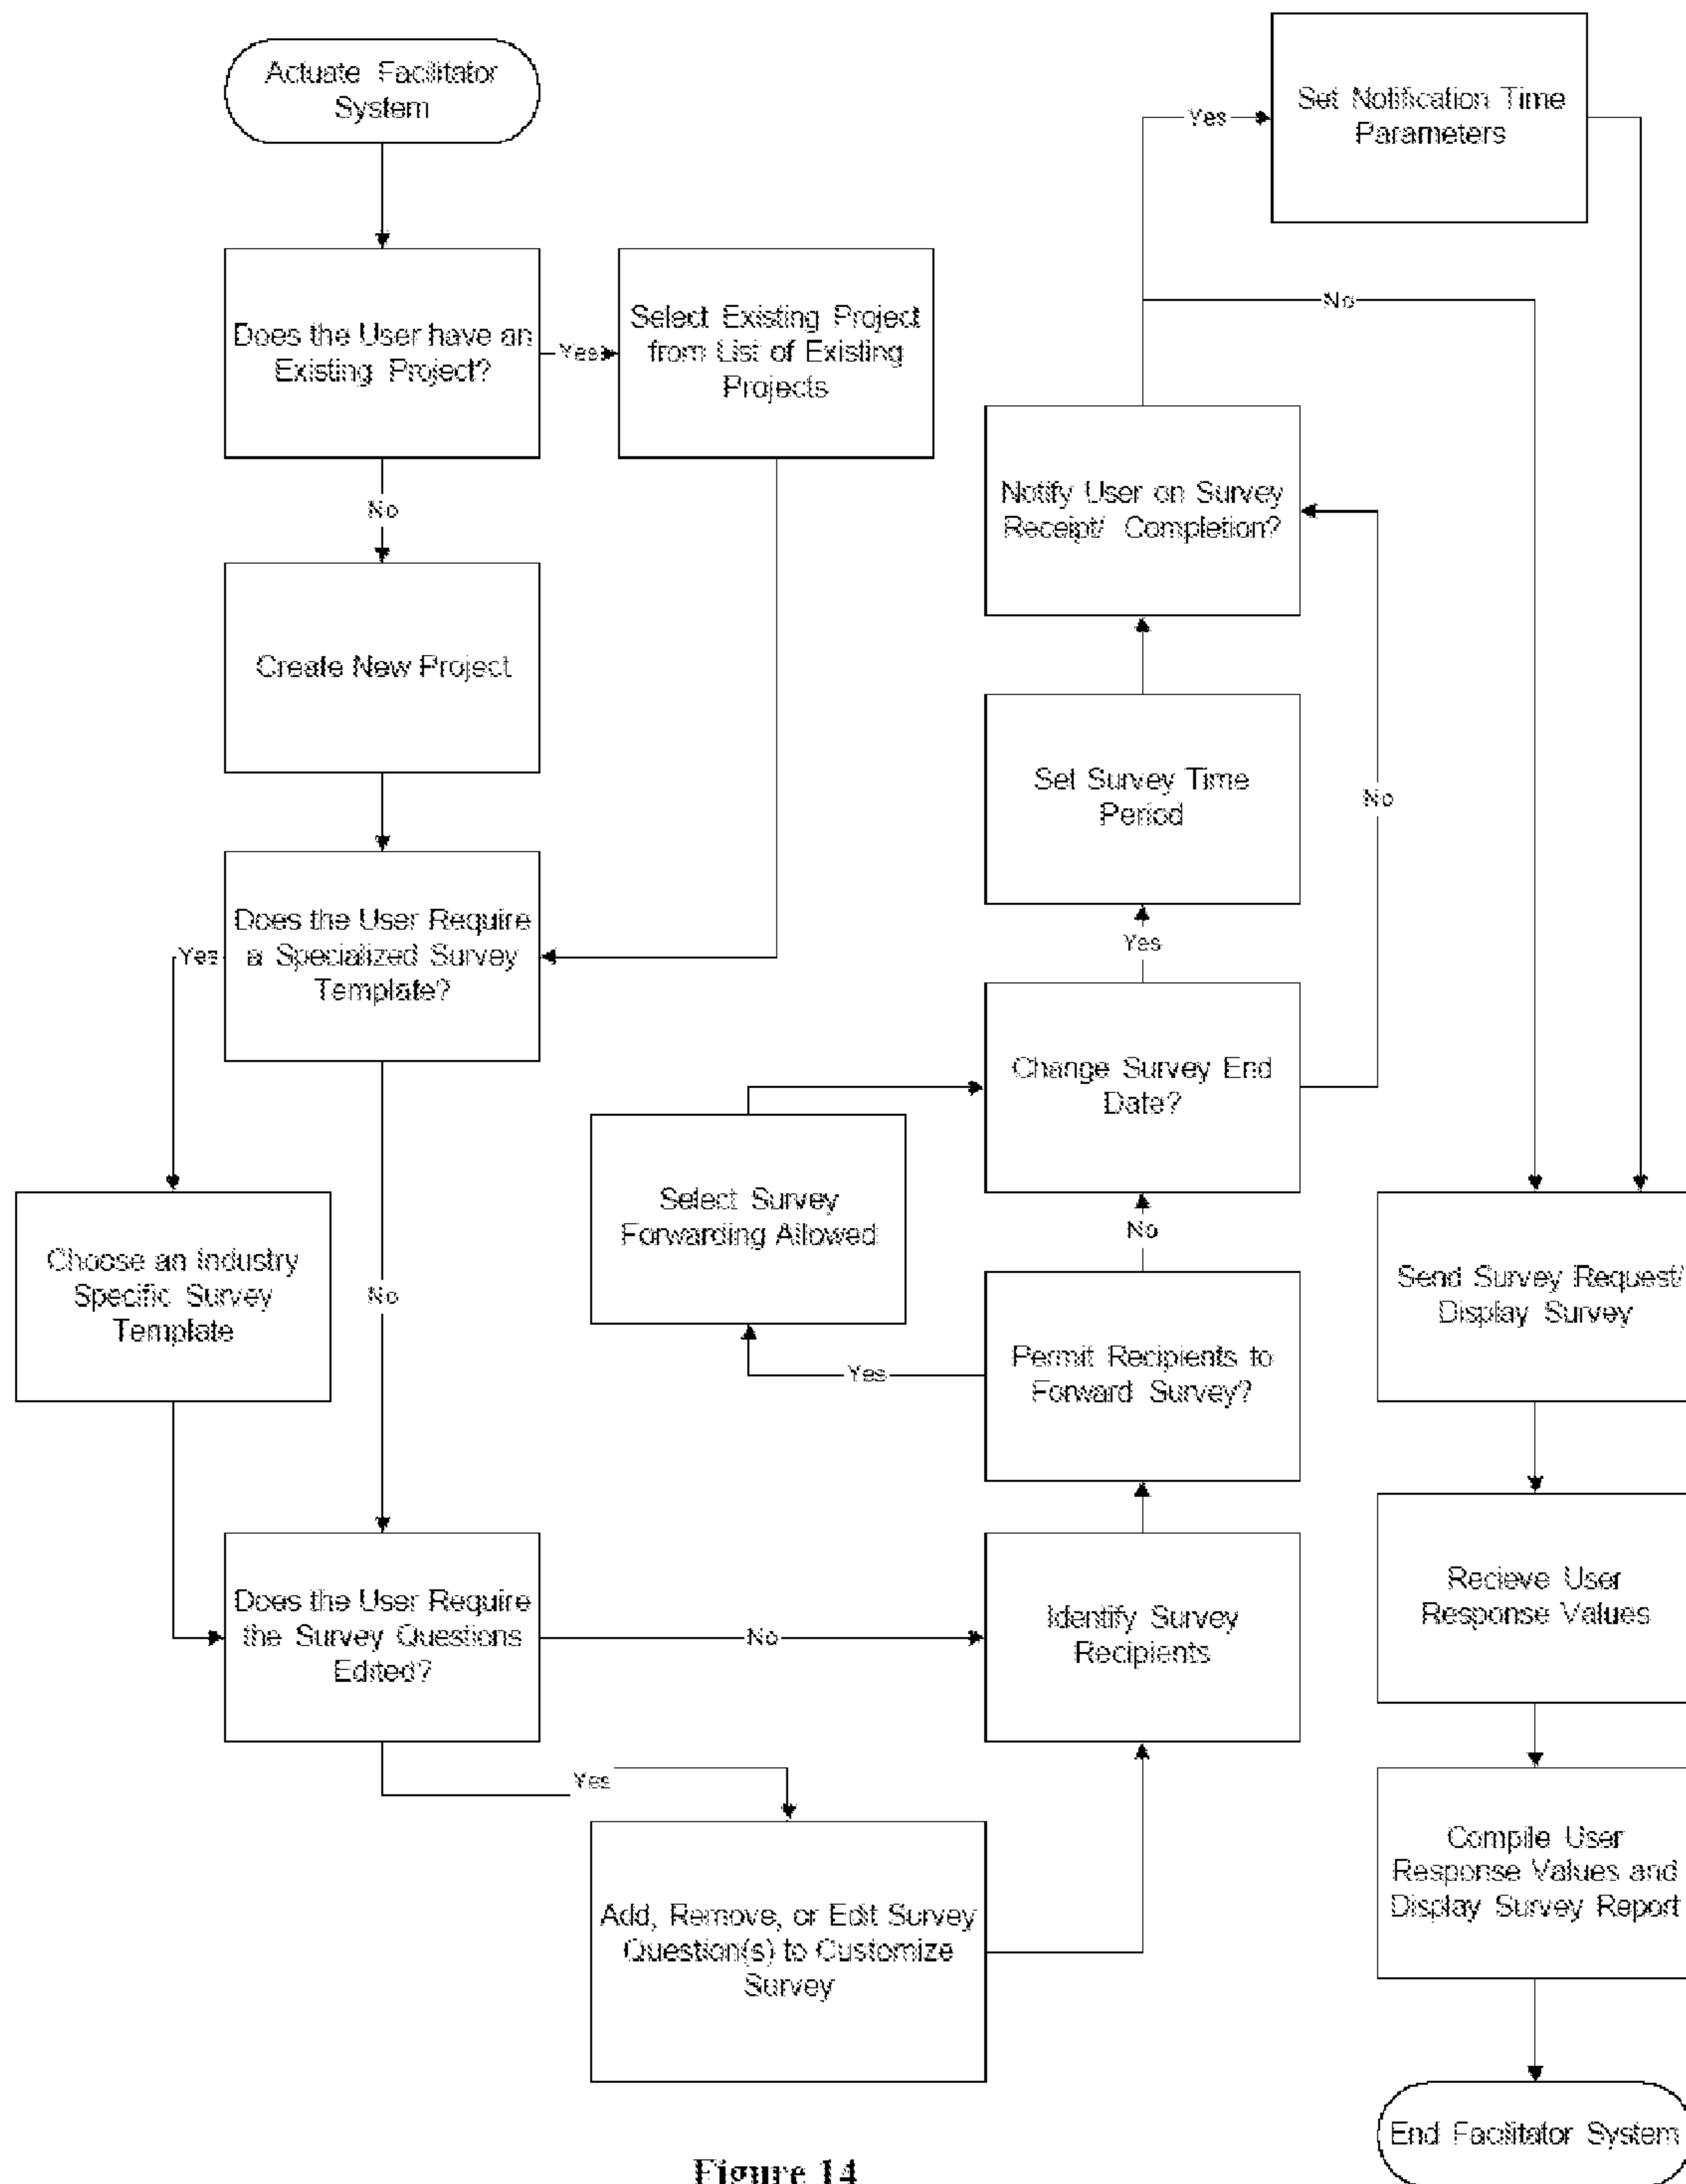 Actuate Facilitator
System
Does the User have an
Existing Project?
Yes
Select Existing Project
from List of Existing
Projects
No
Create New Project
Does the User Require
a Specialized Survey
Template?
Yes
Choose an Industry
Specific Survey
Template
No
Does the User Require
the Survey Questions
Edited?
No
Yes
Add, Remove, or Edit Survey
Question(s) to Customize
Survey
Identify Survey
Recipients
Permit Recipients to
Forward Survey?
Yes
Select Survey
Forwarding Allowed
No
Change Survey End
Date?
Yes
No
Set Survey Time
Period
Notify User on Survey
Receipt/ Completion?
Yes
Set Notification Time
Parameters
No
Send Survey Request/
Display Survey
Recieve User
Response Values
Compile User
Response Values and
Display Survey Report
End Facilitator System
Figure 14